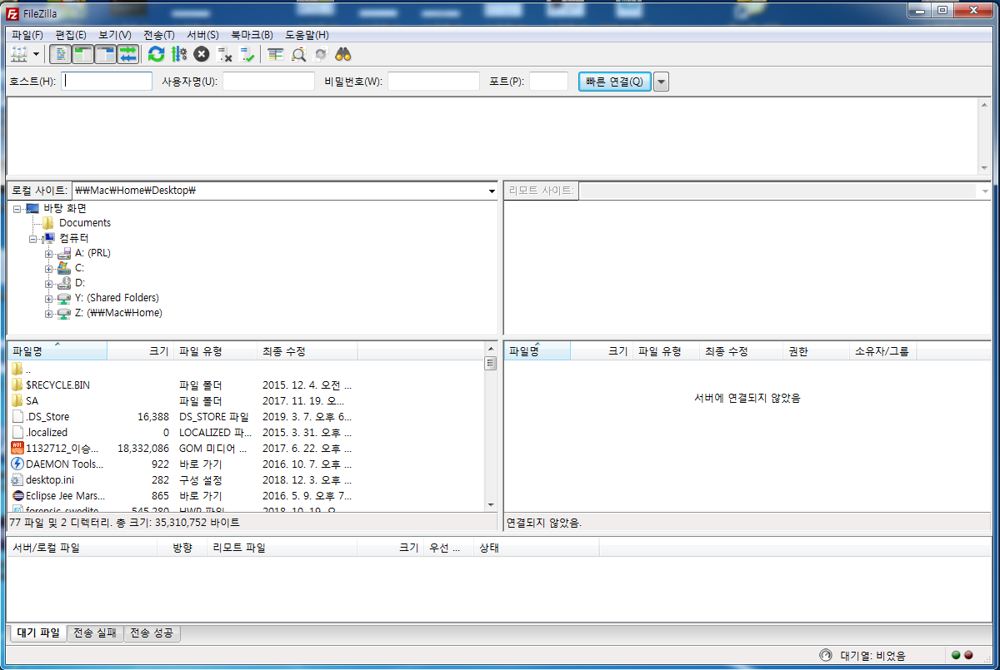 FileZilla
파일(F) 편집(E) 보기(V) 전송(T) 서버(S) 북마크(B) 도움말(H)
호스트(H): 사용자명(U): 비밀번호(W): 포트(P): 빠른 연결(Q)
로컬 사이트: ₩₩Mac₩Home₩Desktop₩
리모트 사이트:
바탕 화면
Documents
컴퓨터
A: (PRL)
C:
D:
Y: (Shared Folders)
Z: (₩₩Mac₩Home)
파일명 크기 파일 유형 최종 수정
..
$RECYCLE.BIN 파일 폴더 2015. 12. 4. 오전 ...
SA 파일 폴더 2017. 11. 19. 오...
.DS_Store 16,388 DS_STORE 파일 2019. 3. 7. 오후 6...
.localized 0 LOCALIZED 파... 2015. 3. 31. 오후 ...
1132712_이승... 18,332,086 GOM 미디어 ... 2017. 6. 22. 오후 ...
DAEMON Tools... 922 바로 가기 2016. 10. 7. 오후 ...
desktop.ini 282 구성 설정 2018. 12. 3. 오후 ...
Eclipse Jee Mars... 865 바로 가기 2016. 5. 9. 오후 7...
forensic_swedite... 545,280 HWP 파일 2018. 10. 19. 오...
77 파일 및 2 디렉터리. 총 크기: 35,310,752 바이트
파일명 크기 파일 유형 최종 수정 권한 소유자/그룹
서버에 연결되지 않았음
연결되지 않았음.
서버/로컬 파일 방향 리모트 파일 크기 우선 ... 상태
대기 파일 전송 실패 전송 성공
대기열: 비었음